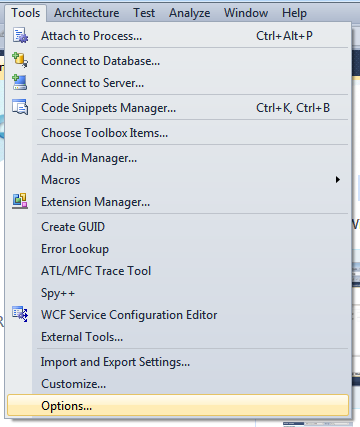 Tools Architecture Test Analyze Window Help
Attach to Process... Ctrl+Alt+P
Connect to Database...
Connect to Server...
Code Snippets Manager... Ctrl+K, Ctrl+B
Choose Toolbox Items...
Add-in Manager...
Macros
Extension Manager...
Create GUID
Error Lookup
ATL/MFC Trace Tool
Spy++
WCF Service Configuration Editor
External Tools...
Import and Export Settings...
Customize...
Options...